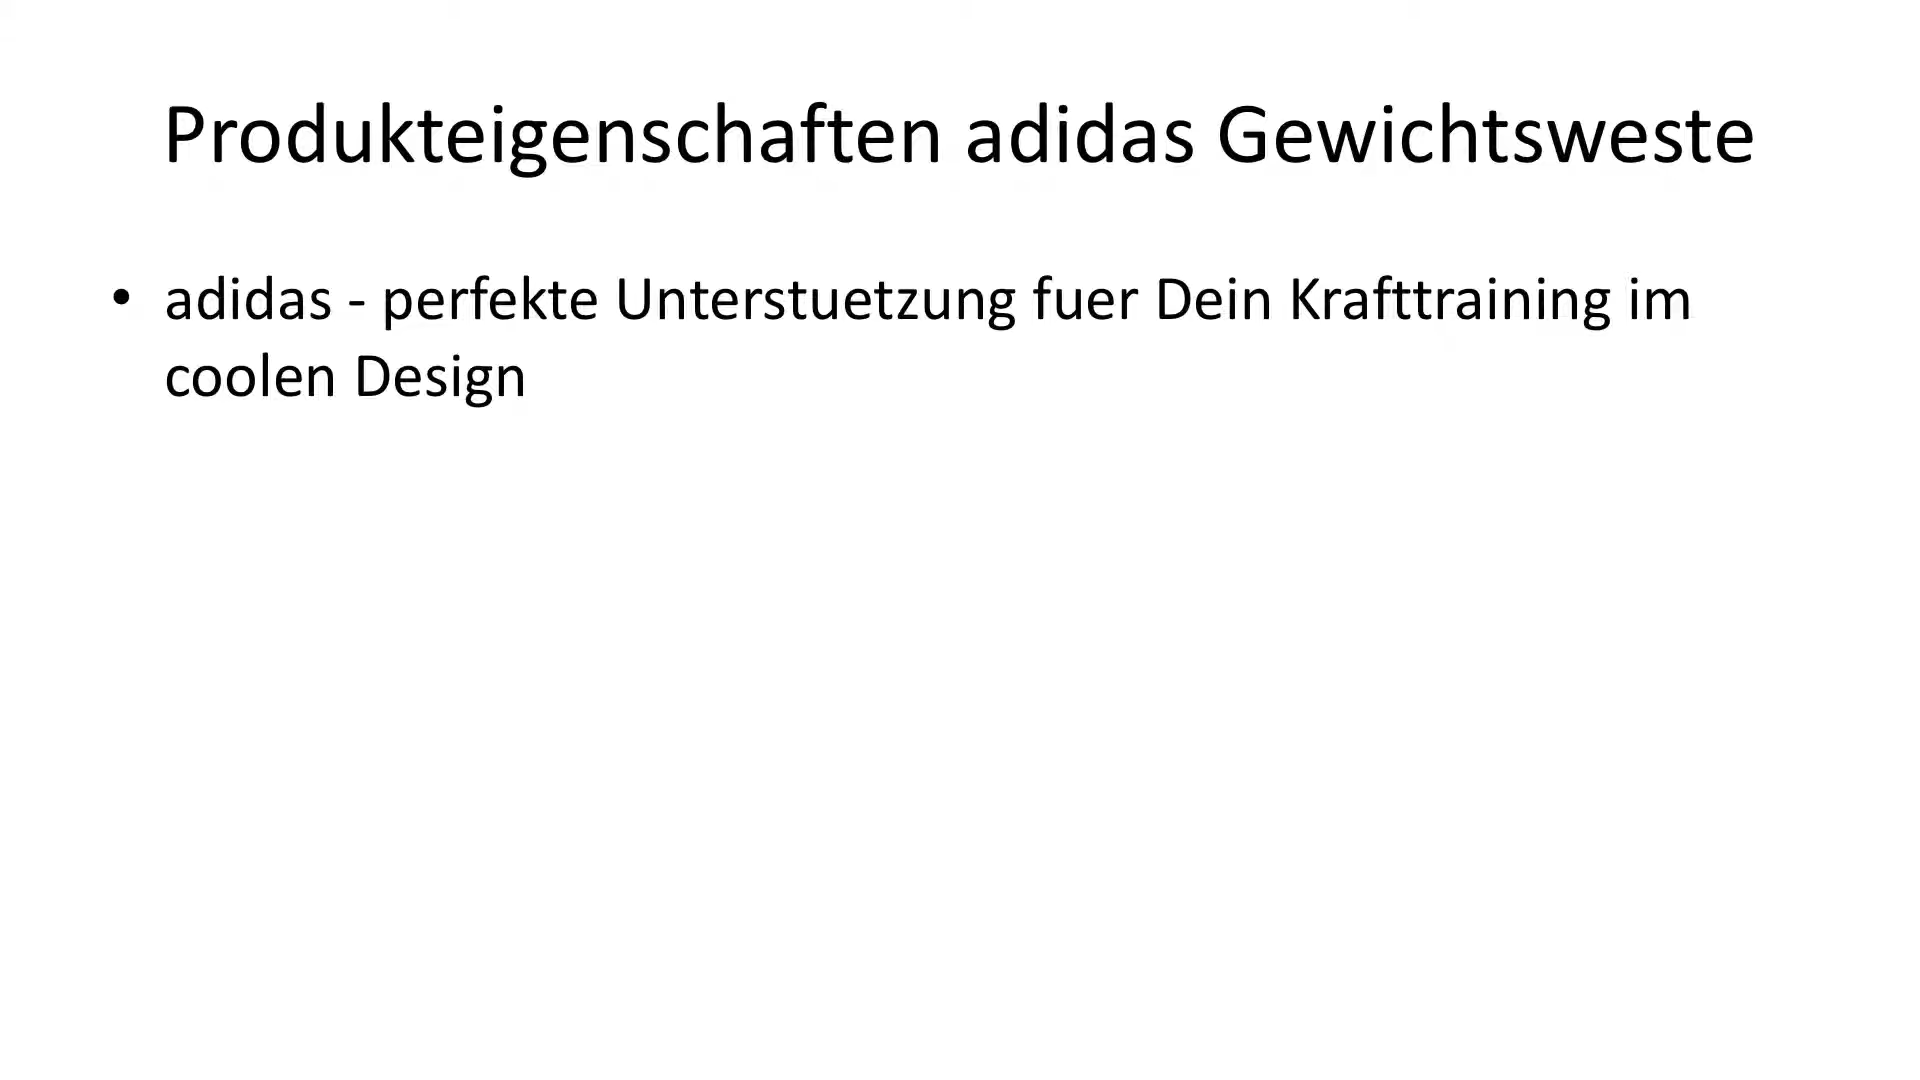 Produkteigenschaften adidas Gewichtsweste
• adidas - perfekte Unterstuetzung fuer Dein Krafttraining im
coolen Design